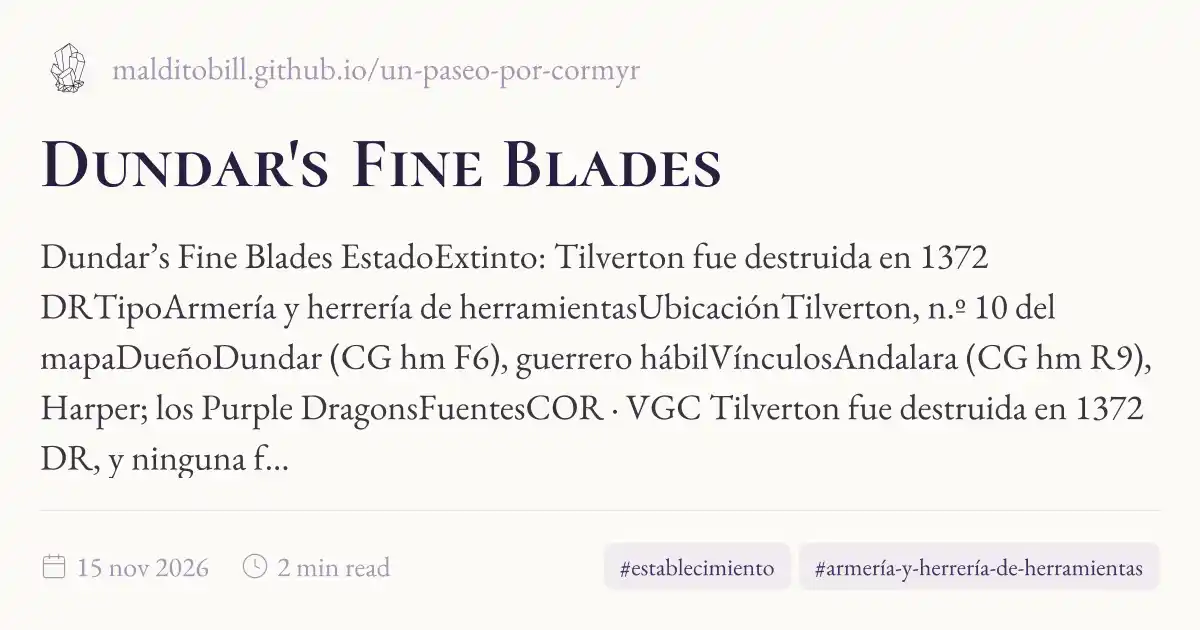 malditobill.github.io/un-paseo-por-cormyr
Dundar's Fine Blades
Dundar’s Fine Blades EstadoExtinto: Tilverton fue destruida en 1372
DRTipoArmería y herrería de herramientasUbicaciónTilverton, n.º 10 del
mapaDueñoDundar (CG hm F6), guerrero hábilVínculosAndalara (CG hm R9),
Harper; los Purple DragonsFuentesCOR · VGC Tilverton fue destruida en 1372
DR, y ninguna f...
15 nov 2026 2 min read #establecimiento #armería-y-herrería-de-herramientas